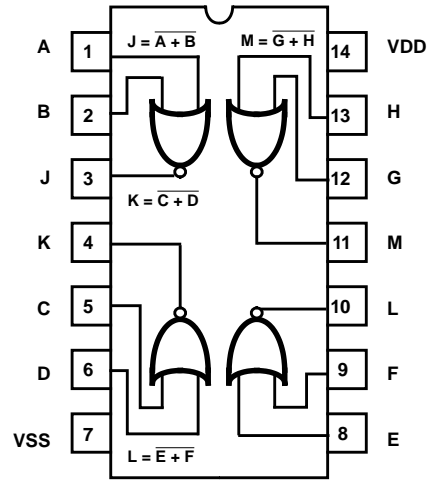 A 1 J = A + B M = G + H 14 VDD
B 2 13 H
J 3 12 G
K = C + D
K 4 11 M
C 5 10 L
D 6 9 F
VSS 7 L = E + F 8 E